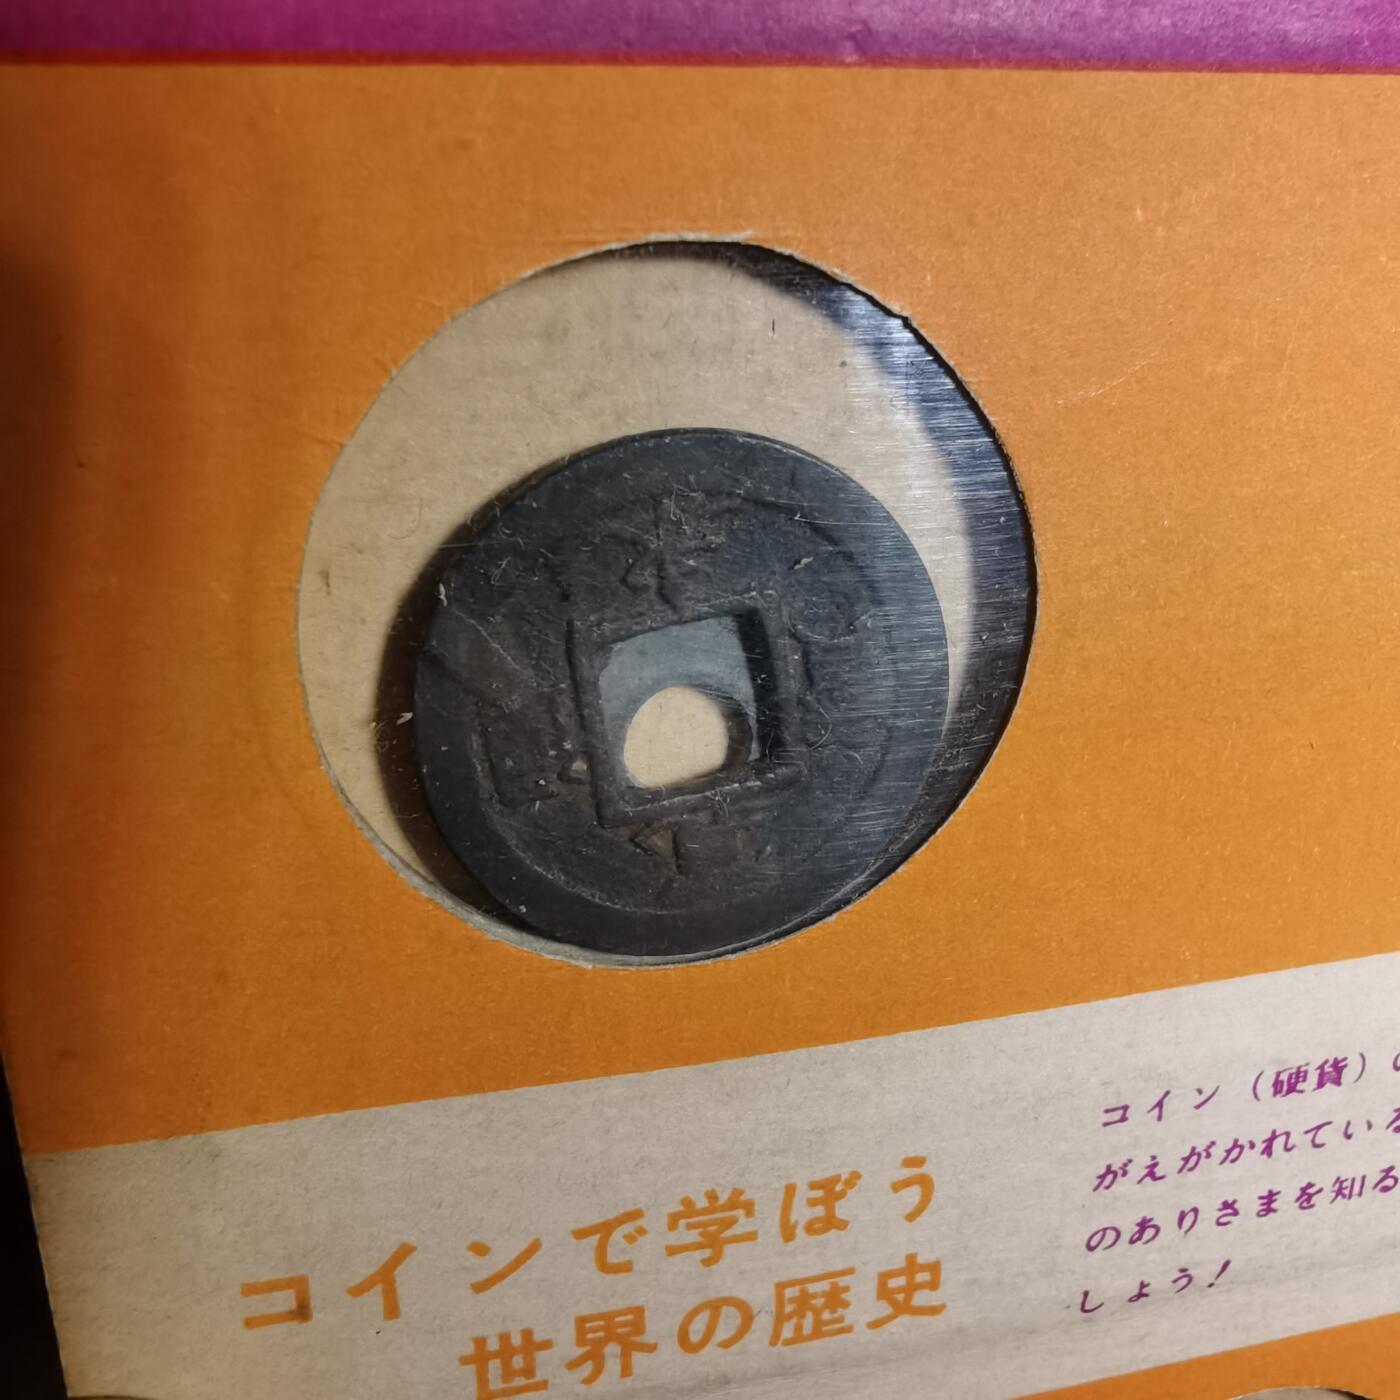 コイン（硬貨）
がえがかれている
のありさまを知る
しょう！
コインで学ぼう
世界の歴史